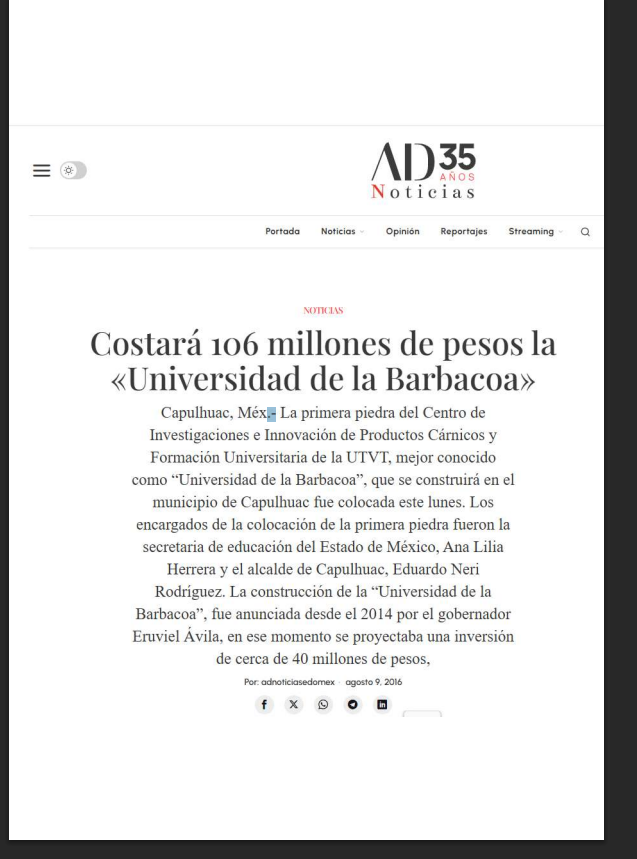 AD 35
AÑOS
Noticias
Portada Noticias Opinión Reportajes Streaming
NOTICIAS
Costará 106 millones de pesos la
«Universidad de la Barbacoa»
Capulhuac, Méx.- La primera piedra del Centro de
Investigaciones e Innovación de Productos Cárnicos y
Formación Universitaria de la UTVT, mejor conocido
como “Universidad de la Barbacoa”, que se construirá en el
municipio de Capulhuac fue colocada este lunes. Los
encargados de la colocación de la primera piedra fueron la
secretaria de educación del Estado de México, Ana Lilia
Herrera y el alcalde de Capulhuac, Eduardo Neri
Rodríguez. La construcción de la “Universidad de la
Barbacoa”, fue anunciada desde el 2014 por el gobernador
Eruviel Ávila, en ese momento se proyectaba una inversión
de cerca de 40 millones de pesos,
Por: adnoticiasedomex agosto 9, 2016